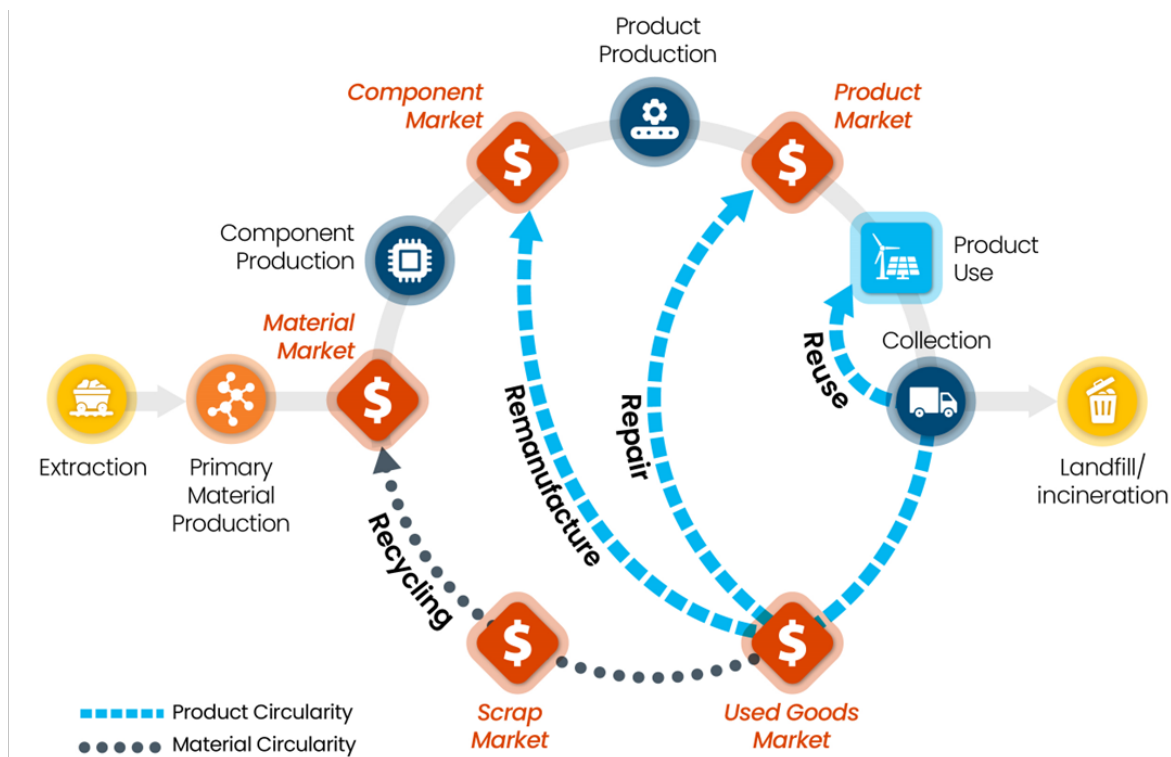 Product
Production
Component
Market
Product
Market
Component
Production
Product
Use
Material
Market
Collection
Reuse
Remanufacture
Repair
Extraction
Primary
Material
Production
Landfill/
incineration
Recycling
$
$
$
$
$
Scrap
Market
Used Goods
Market
Product Circularity
Material Circularity